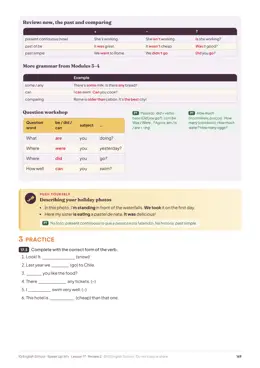 Review: now, the past and comparing
+ - ?
present continuous (now) She's working She isn't working Is she working?
past of be It was great. It wasn't cheap. Was it good?
past simple We went to Rome. We didn't go. Did you go?
More grammar from Modules 3–4
Example
some / any There's some milk. Is there any bread?
can I can swim. Can you cook?
comparing Rome is older than Lisbon. It's the best city!
Question workshop
Question word be / did / can subject ...
What are you doing?
Where were you yesterday?
Where did you go?
How well can you swim?
PUSH YOURSELF
Describing your holiday photos
In this photo, I'm standing in front of the waterfalls. We took it on the first day.
Here my sister is eating a pastel de nata. It was delicious!
3 PRACTICE
Complete with the correct form of the verb.
1. Look! It (snow)
2. Last year we (go) to Chile.
3. you like the food?
4. There any tickets. (-)
5. I swim very well. (-)
6. This hotel is (cheap) than that one.